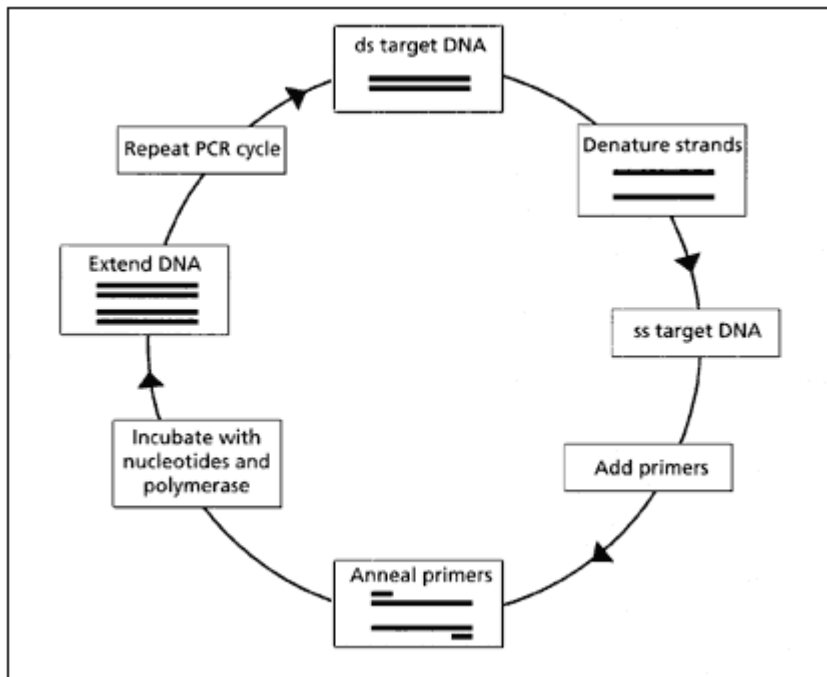 ds target DNA
Denature strands
ss target DNA
Add primers
Anneal primers
Incubate with
nucleotides and
polymerase
Extend DNA
Repeat PCR cycle